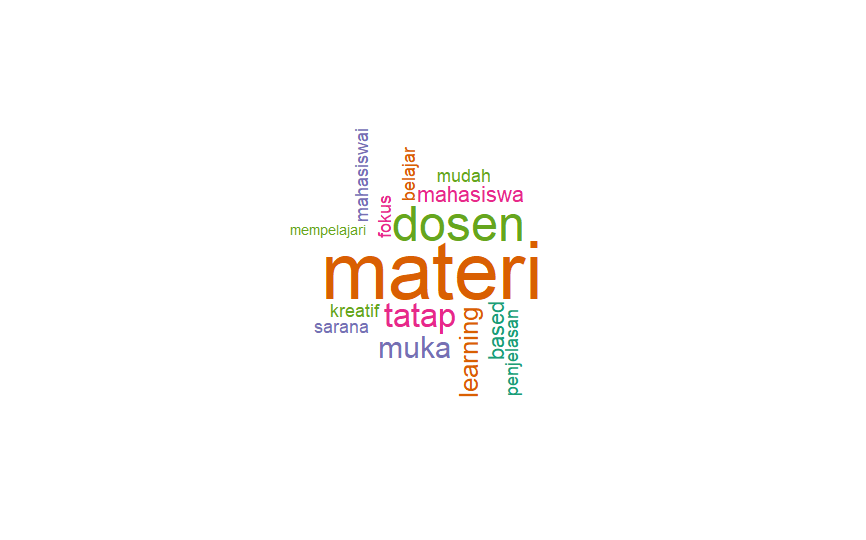 mahasiswai
belajar
mudah
mahasiswa
fokus
dosen
mempelajari
materi
kreatif
tatap
sarana
muka
learning
based
penjelasan